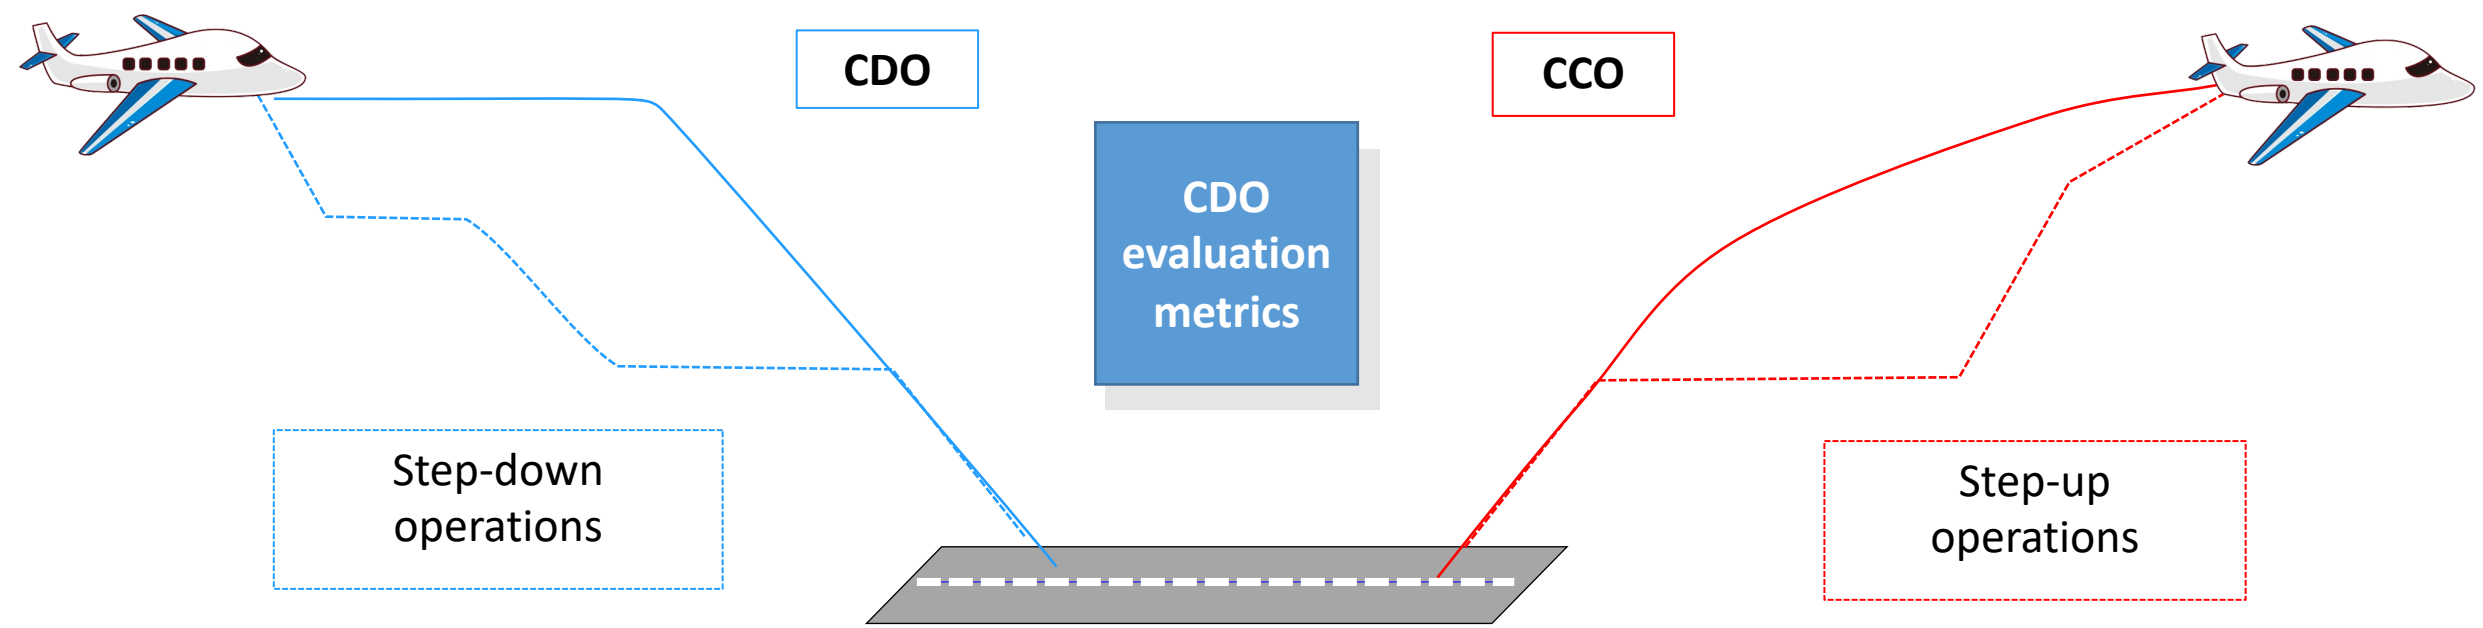 CDO
CCO
CDO
evaluation
metrics
Step-down
operations
Step-up
operations